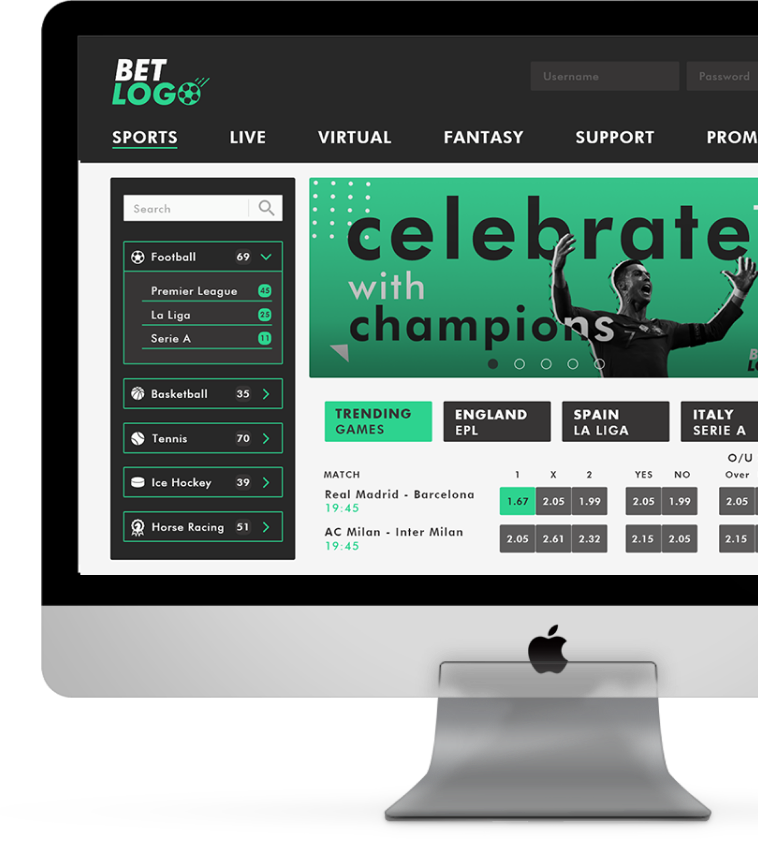 BET
LOGO
Username
Password
SPORTS LIVE VIRTUAL FANTASY SUPPORT PROM
Search
Football 69
Premier League 45
La Liga 25
Serie A 11
Basketball 35
Tennis 70
Ice Hockey 39
Horse Racing 51
celebrate
with
champions
TRENDING
GAMES
ENGLAND
EPL
SPAIN
LA LIGA
ITALY
SERIE A
O/U
MATCH 1 X 2 YES NO Over
Real Madrid - Barcelona 1.67 2.05 1.99 2.05 1.99 2.05
19:45
AC Milan - Inter Milan 2.05 2.61 2.32 2.15 2.05 2.15
19:45